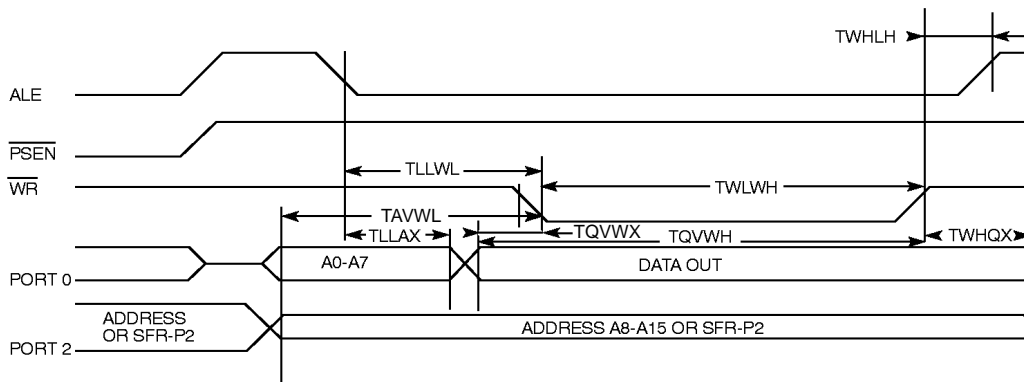 TWHLH
ALE
PSEN
TLLWL
WR
TWLWH
TAVWL
TLLAX
TQVWX
TQVWH
TWHQX
A0-A7
DATA OUT
PORT 0
ADDRESS
OR SFR-P2
ADDRESS A8-A15 OR SFR-P2
PORT 2